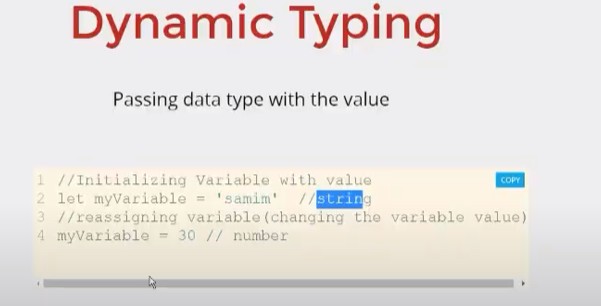 Dynamic Typing
Passing data type with the value
COPY
1 //Initializing Variable with value
2 let myVariable = 'samim' //string
3 //reassigning variable(changing the variable value)
4 myVariable = 30 // number